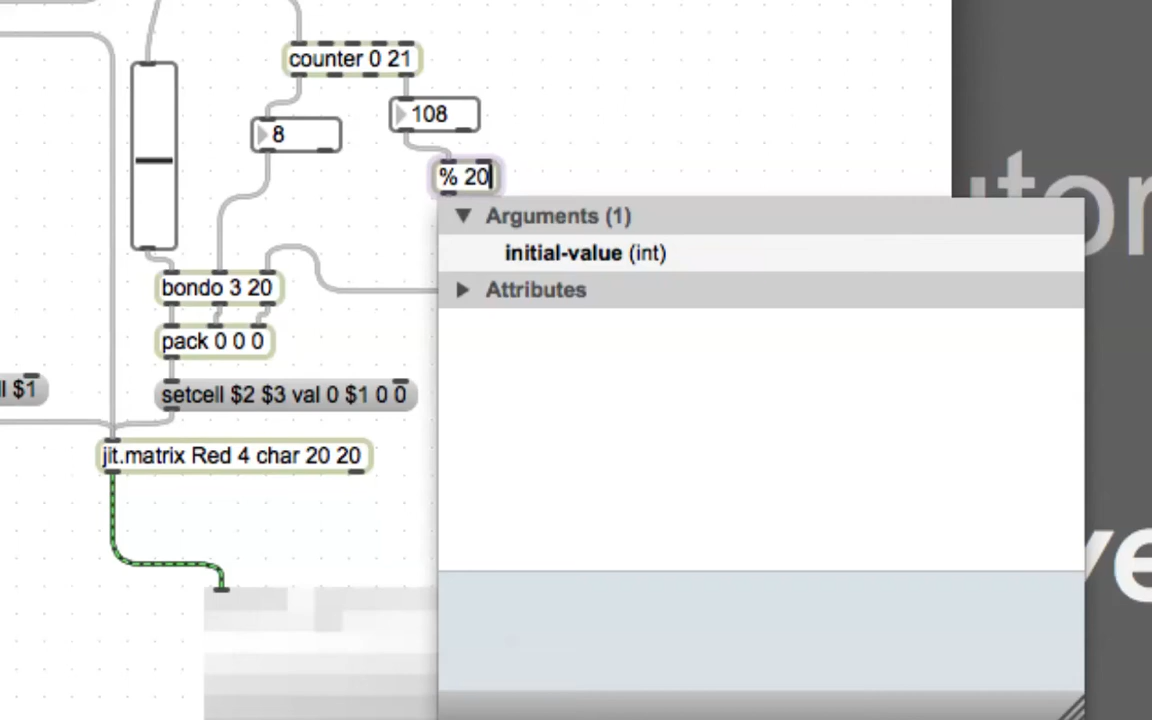 counter 0 21
108
8
% 20
Arguments (1)
initial-value (int)
Attributes
bondo 3 20
pack 0 0 0
ll $1
setcell $2 $3 val 0 $1 0 0
jit.matrix Red 4 char 20 20